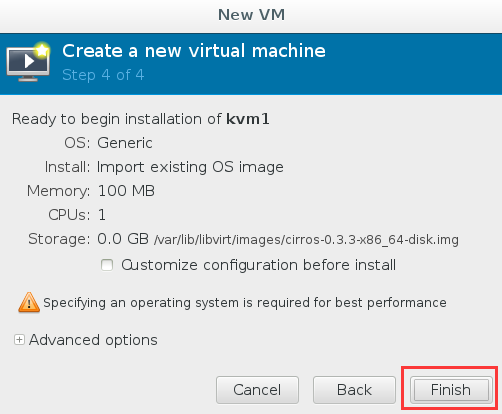 New VM
Create a new virtual machine
Step 4 of 4
Ready to begin installation of kvm1
OS: Generic
Install: Import existing OS image
Memory: 100 MB
CPUs: 1
Storage: 0.0 GB /var/lib/libvirt/images/cirros-0.3.3-x86_64-disk.img
Customize configuration before install
Specifying an operating system is required for best performance
Advanced options
Cancel Back Finish